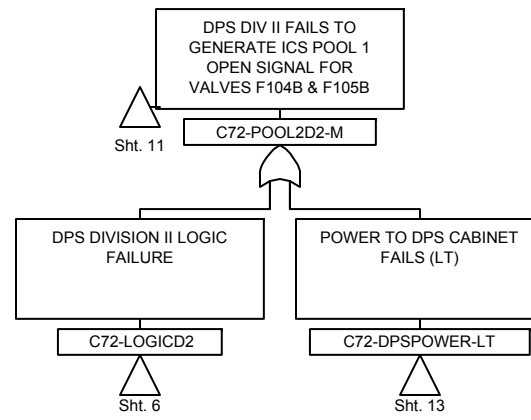 DPS DIV II FAILS TO
GENERATE ICS POOL 1
OPEN SIGNAL FOR
VALVES F104B & F105B
Sht. 11
C72-POOL2D2-M
DPS DIVISION II LOGIC
FAILURE
C72-LOGICD2
Sht. 6
POWER TO DPS CABINET
FAILS (LT)
C72-DPSPOWER-LT
Sht. 13